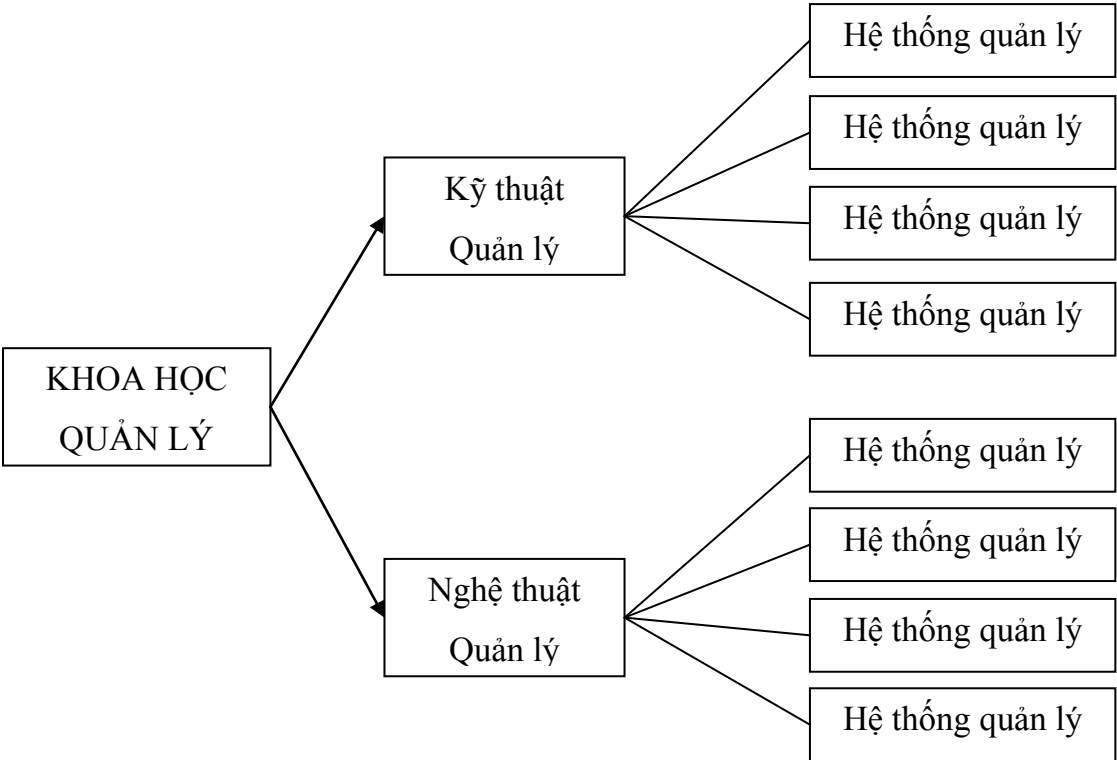 KHOA HỌC
QUẢN LÝ
Kỹ thuật
Quản lý
Hệ thống quản lý
Hệ thống quản lý
Hệ thống quản lý
Hệ thống quản lý
Nghệ thuật
Quản lý
Hệ thống quản lý
Hệ thống quản lý
Hệ thống quản lý
Hệ thống quản lý